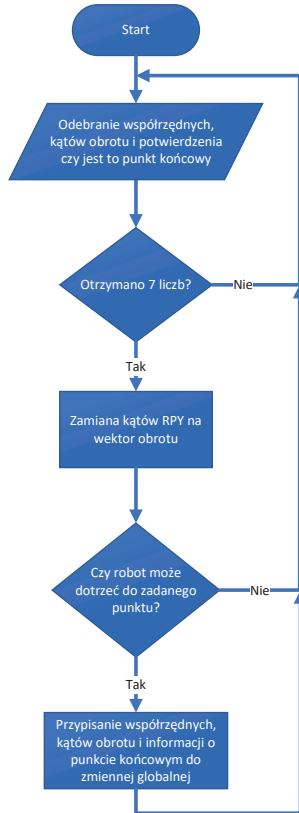 Start
Odebranie współrzędnych,
kątów obrotu i potwierdzenia
czy jest to punkt końcowy
Otrzymano 7 liczb?
Nie
Tak
Zamiana kątów RPY na
wektor obrotu
Czy robot może
dotrzeć do zadanego
punktu?
Nie
Tak
Przypisanie współrzędnych,
kątów obrotu i informacji o
punkcie końcowym do
zmiennej globalnej